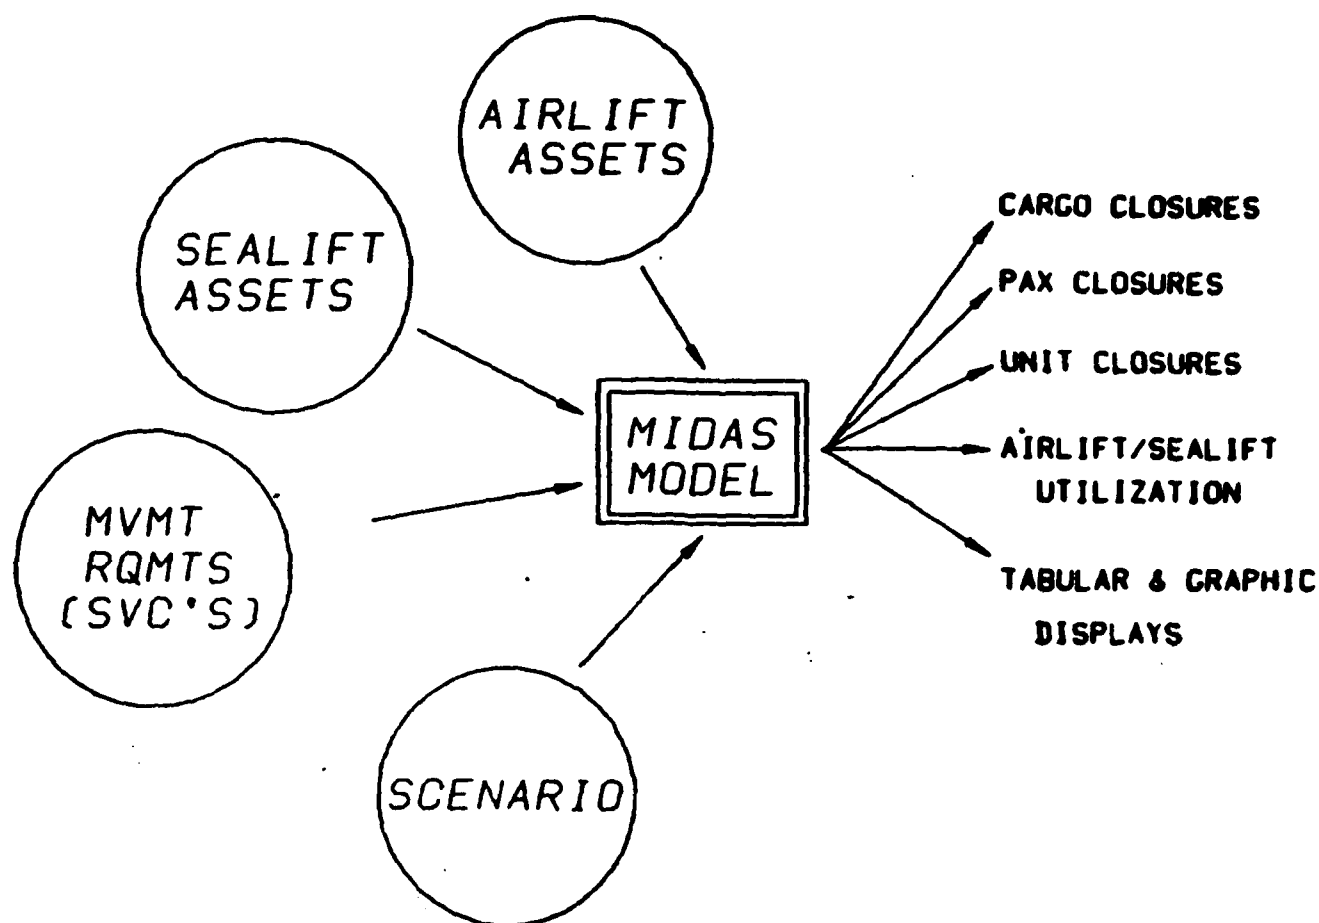 AIRLIFT
ASSETS
SEALIFT
ASSETS
MVMT
RQMTS
(SVC'S)
SCENARIO
MIDAS
MODEL
CARGO CLOSURES
PAX CLOSURES
UNIT CLOSURES
AIRLIFT/SEALIFT
UTILIZATION
TABULAR & GRAPHIC
DISPLAYS